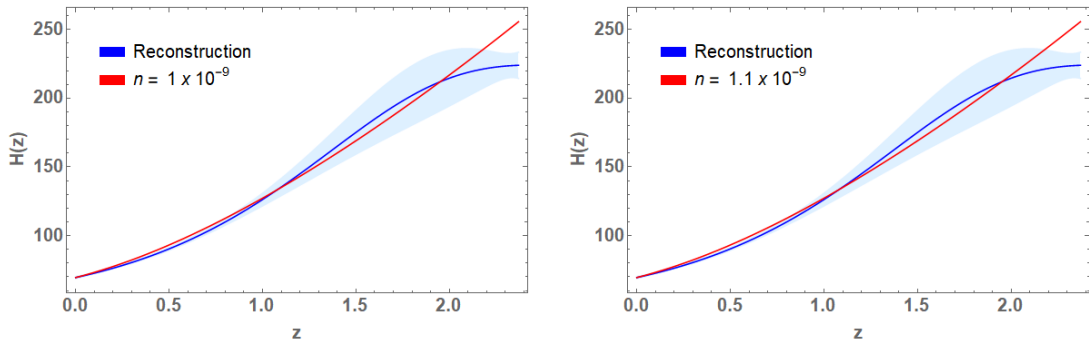 250
200
150
100
H(z)
Reconstruction
n = 1 x 10⁻⁹
0.0 0.5 1.0 1.5 2.0
z
250
200
150
100
H(z)
Reconstruction
n = 1.1 x 10⁻⁹
0.0 0.5 1.0 1.5 2.0
z